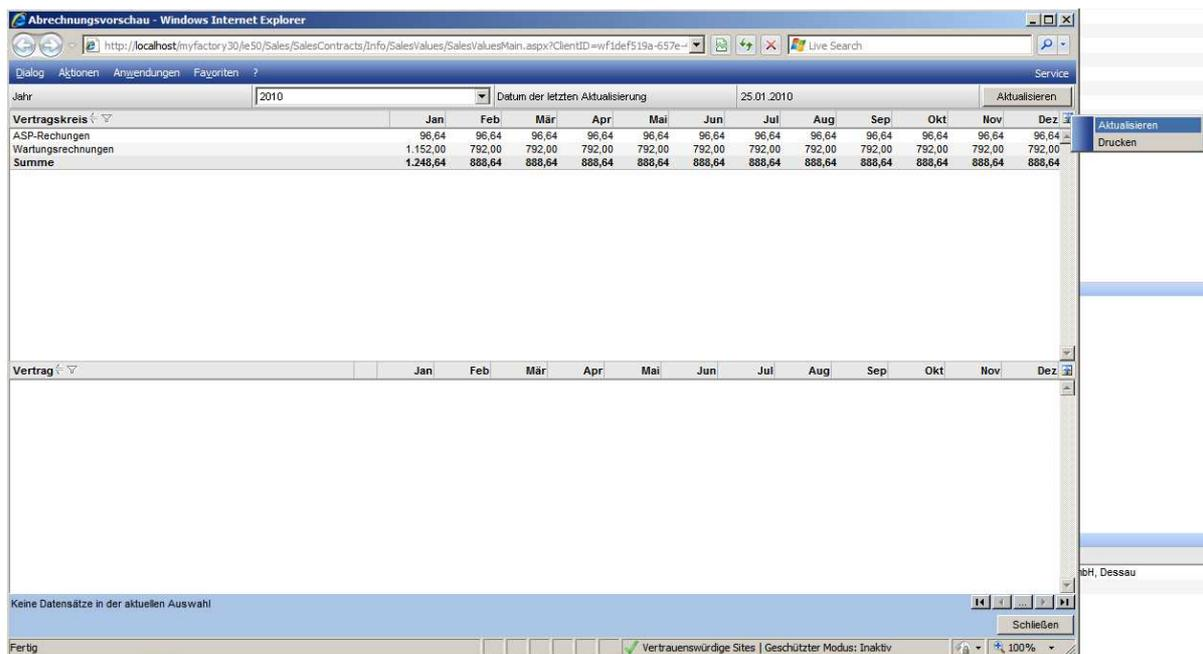 Abrechnungsvorschau - Windows Internet Explorer
http://localhost/myfactory30/ie50/Sales/SalesContracts/Info/SalesValues/SalesValuesMain.aspx?ClientID=wf1def519a-657e-
Live Search
Dialog Aktionen Anwendungen Favoriten ? Service
Jahr 2010 Datum der letzten Aktualisierung 25.01.2010 Aktualisieren
Vertragskreis Jan Feb Mär Apr Mai Jun Jul Aug Sep Okt Nov Dez
Aktualisieren
Drucken
ASP-Rechungen 96,64 96,64 96,64 96,64 96,64 96,64 96,64 96,64 96,64 96,64 96,64 96,64
Wartungsrechnungen 1.152,00 792,00 792,00 792,00 792,00 792,00 792,00 792,00 792,00 792,00 792,00 792,00
Summe 1.248,64 888,64 888,64 888,64 888,64 888,64 888,64 888,64 888,64 888,64 888,64 888,64
Vertrag Jan Feb Mär Apr Mai Jun Jul Aug Sep Okt Nov Dez
bH, Dessau
Keine Datensätze in der aktuellen Auswahl ...
Schließen
Fertig Vertrauenswürdige Sites | Geschützter Modus: Inaktiv 100%